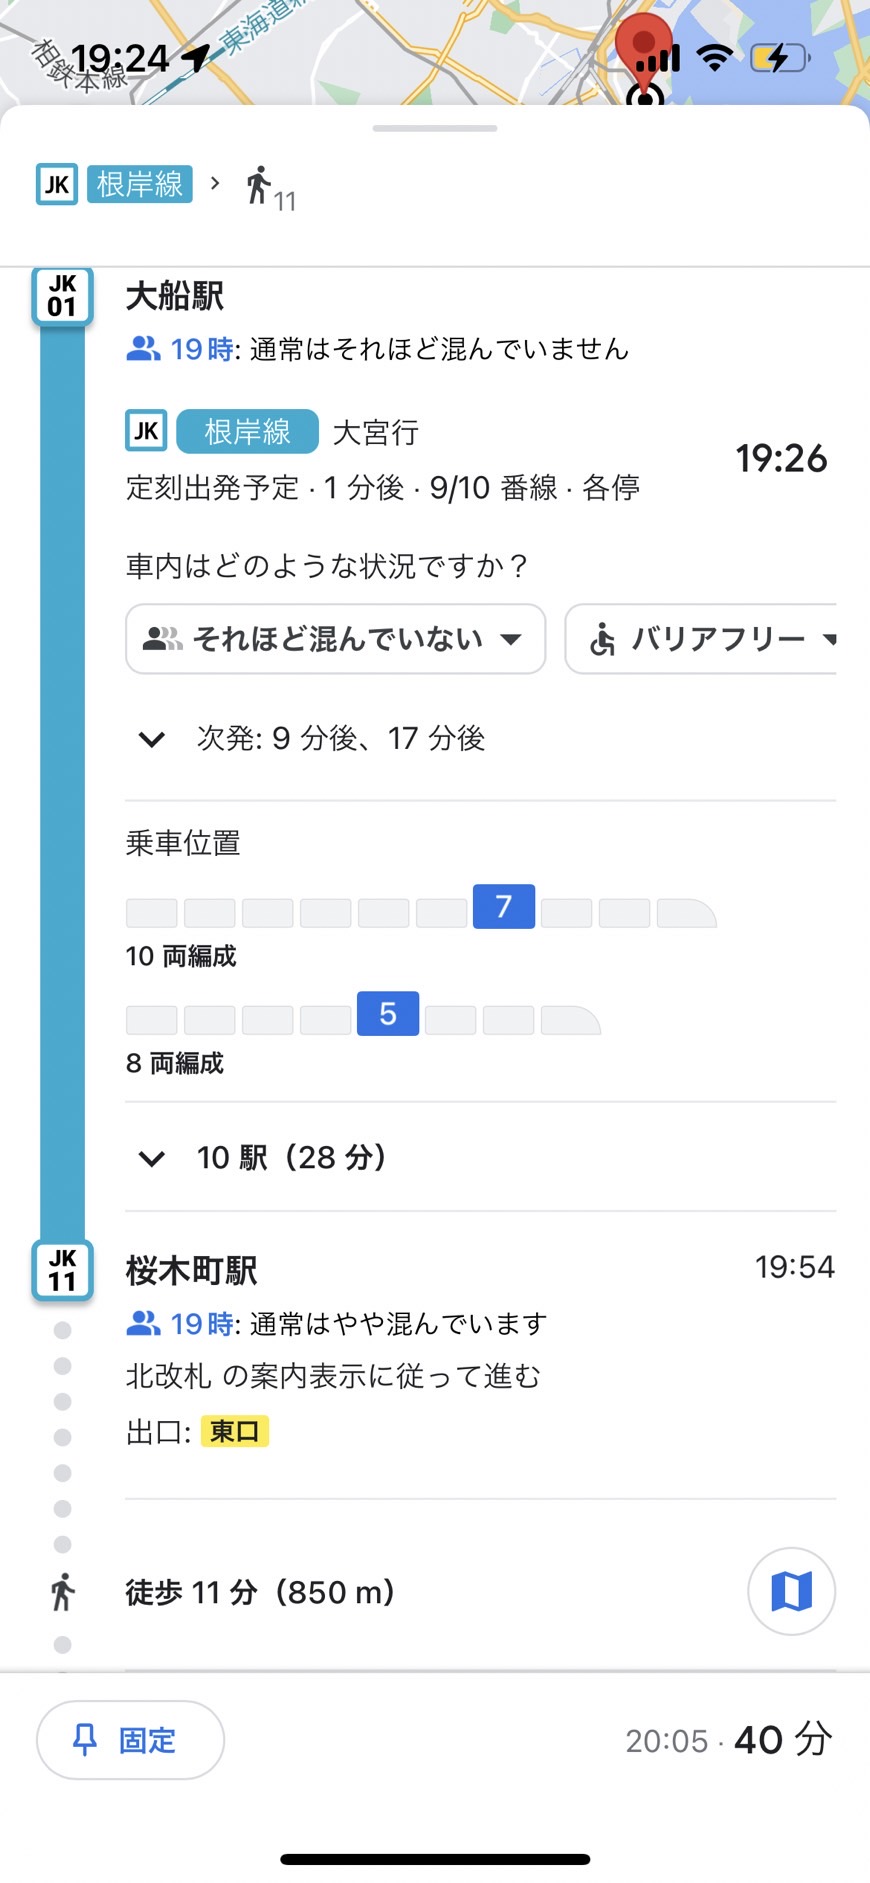 東海道新
相鉄本線
19:24
JK 根岸線 > 11
JK
01
大船駅
19時: 通常はそれほど混んでいません
JK 根岸線 大宮行
19:26
定刻出発予定 · 1 分後 · 9/10 番線 · 各停
車内はどのような状況ですか？
それほど混んでいない
バリアフリー
次発: 9 分後、17 分後
乗車位置
7
10 両編成
5
8 両編成
10 駅（28 分）
JK
11
桜木町駅
19:54
19時: 通常はやや混んでいます
北改札 の案内表示に従って進む
出口: 東口
徒歩 11 分（850 m）
固定
20:05 · 40 分